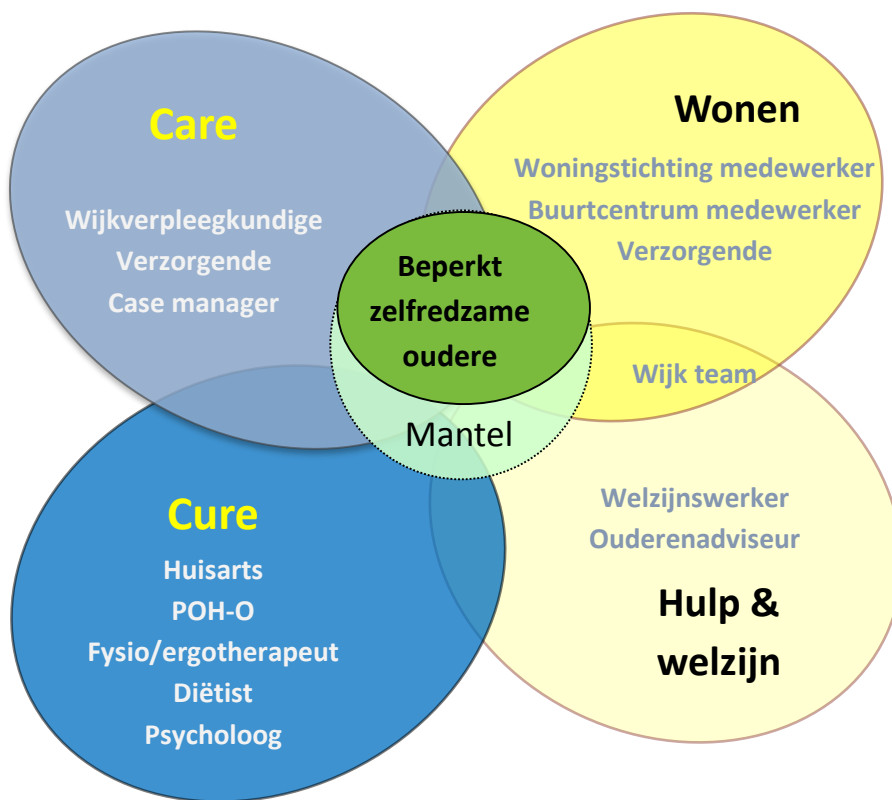 Care
Wijkverpleegkundige
Verzorgende
Case manager
Wonen
Woningstichting medewerker
Buurtcentrum medewerker
Verzorgende
Beperkt
zelfredzame
oudere
Mantel
Wijk team
Cure
Huisarts
POH-O
Fysio/ergotherapeut
Diëtist
Psycholoog
Welzijnswerker
Ouderenadviseur
Hulp &
welzijn